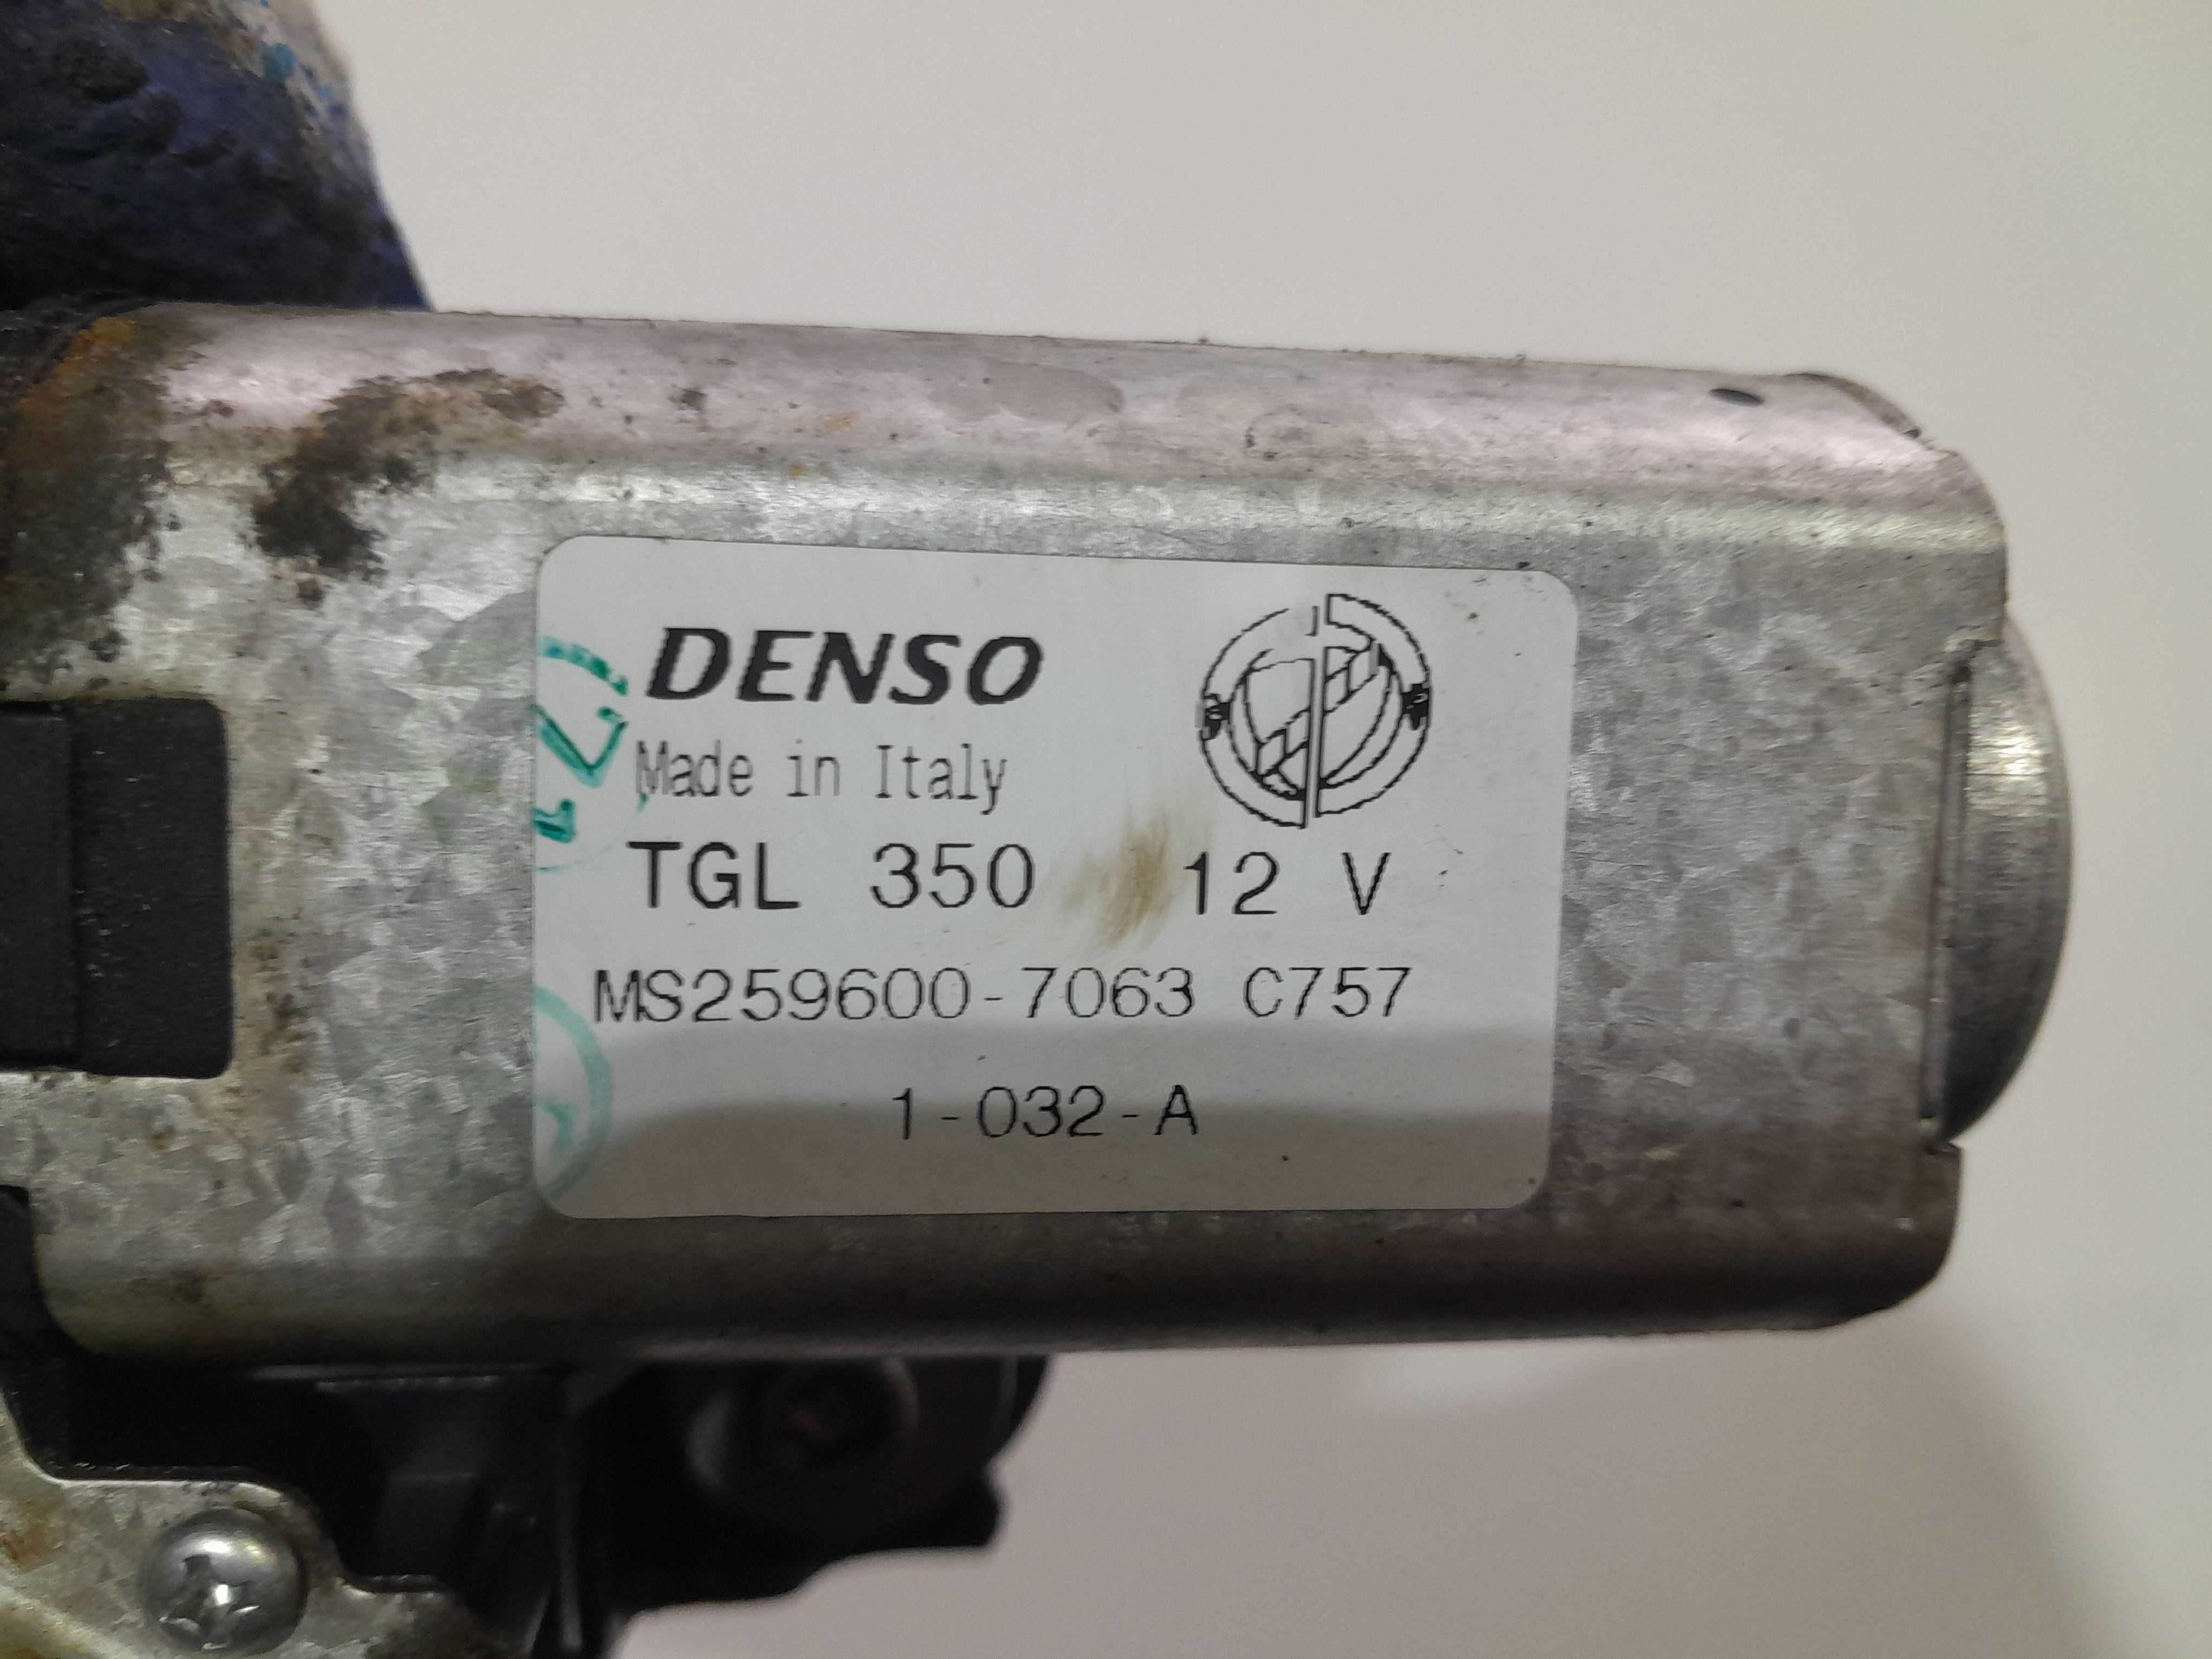 DENSO
Made in Italy
TGL 350 12 V
MS259600-7063 C757
1-032-A